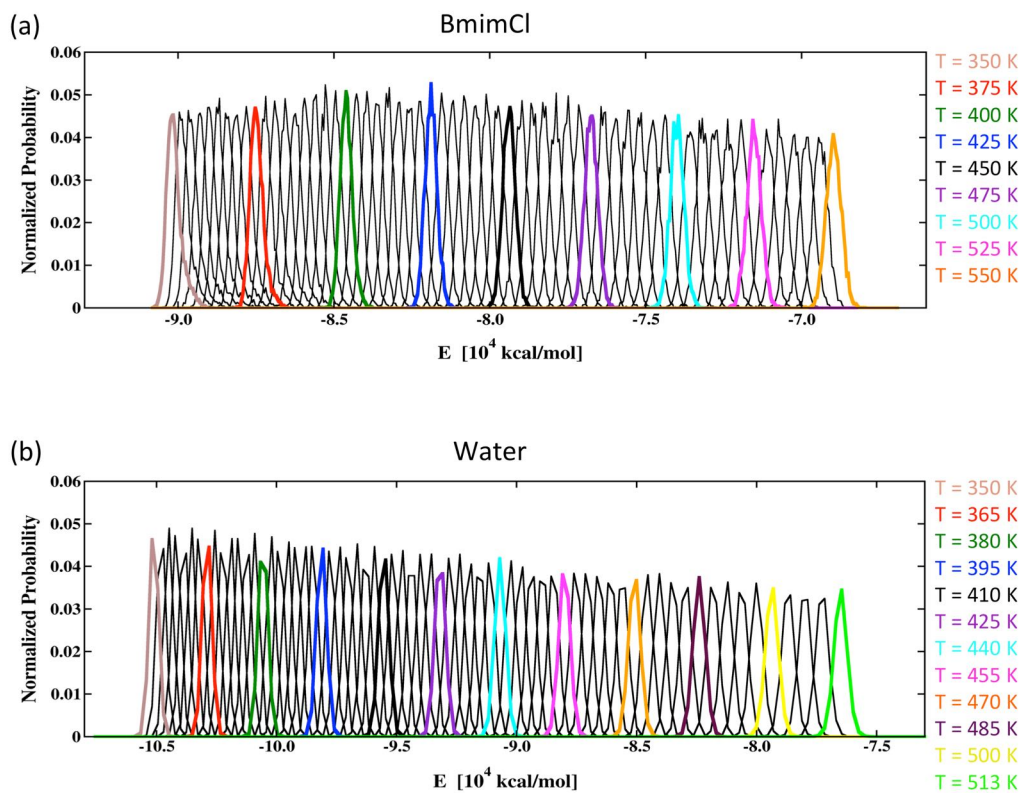 (a)
BmimCl
0.06
0.05
0.04
0.03
0.02
0.01
0
Normalized Probability
-9.0
-8.5
-8.0
-7.5
-7.0
E [10^4 kcal/mol]
T = 350 K
T = 375 K
T = 400 K
T = 425 K
T = 450 K
T = 475 K
T = 500 K
T = 525 K
T = 550 K
(b)
Water
0.06
0.05
0.04
0.03
0.02
0.01
0
Normalized Probability
-10.5
-10.0
-9.5
-9.0
-8.5
-8.0
-7.5
E [10^4 kcal/mol]
T = 350 K
T = 365 K
T = 380 K
T = 395 K
T = 410 K
T = 425 K
T = 440 K
T = 455 K
T = 470 K
T = 485 K
T = 500 K
T = 513 K